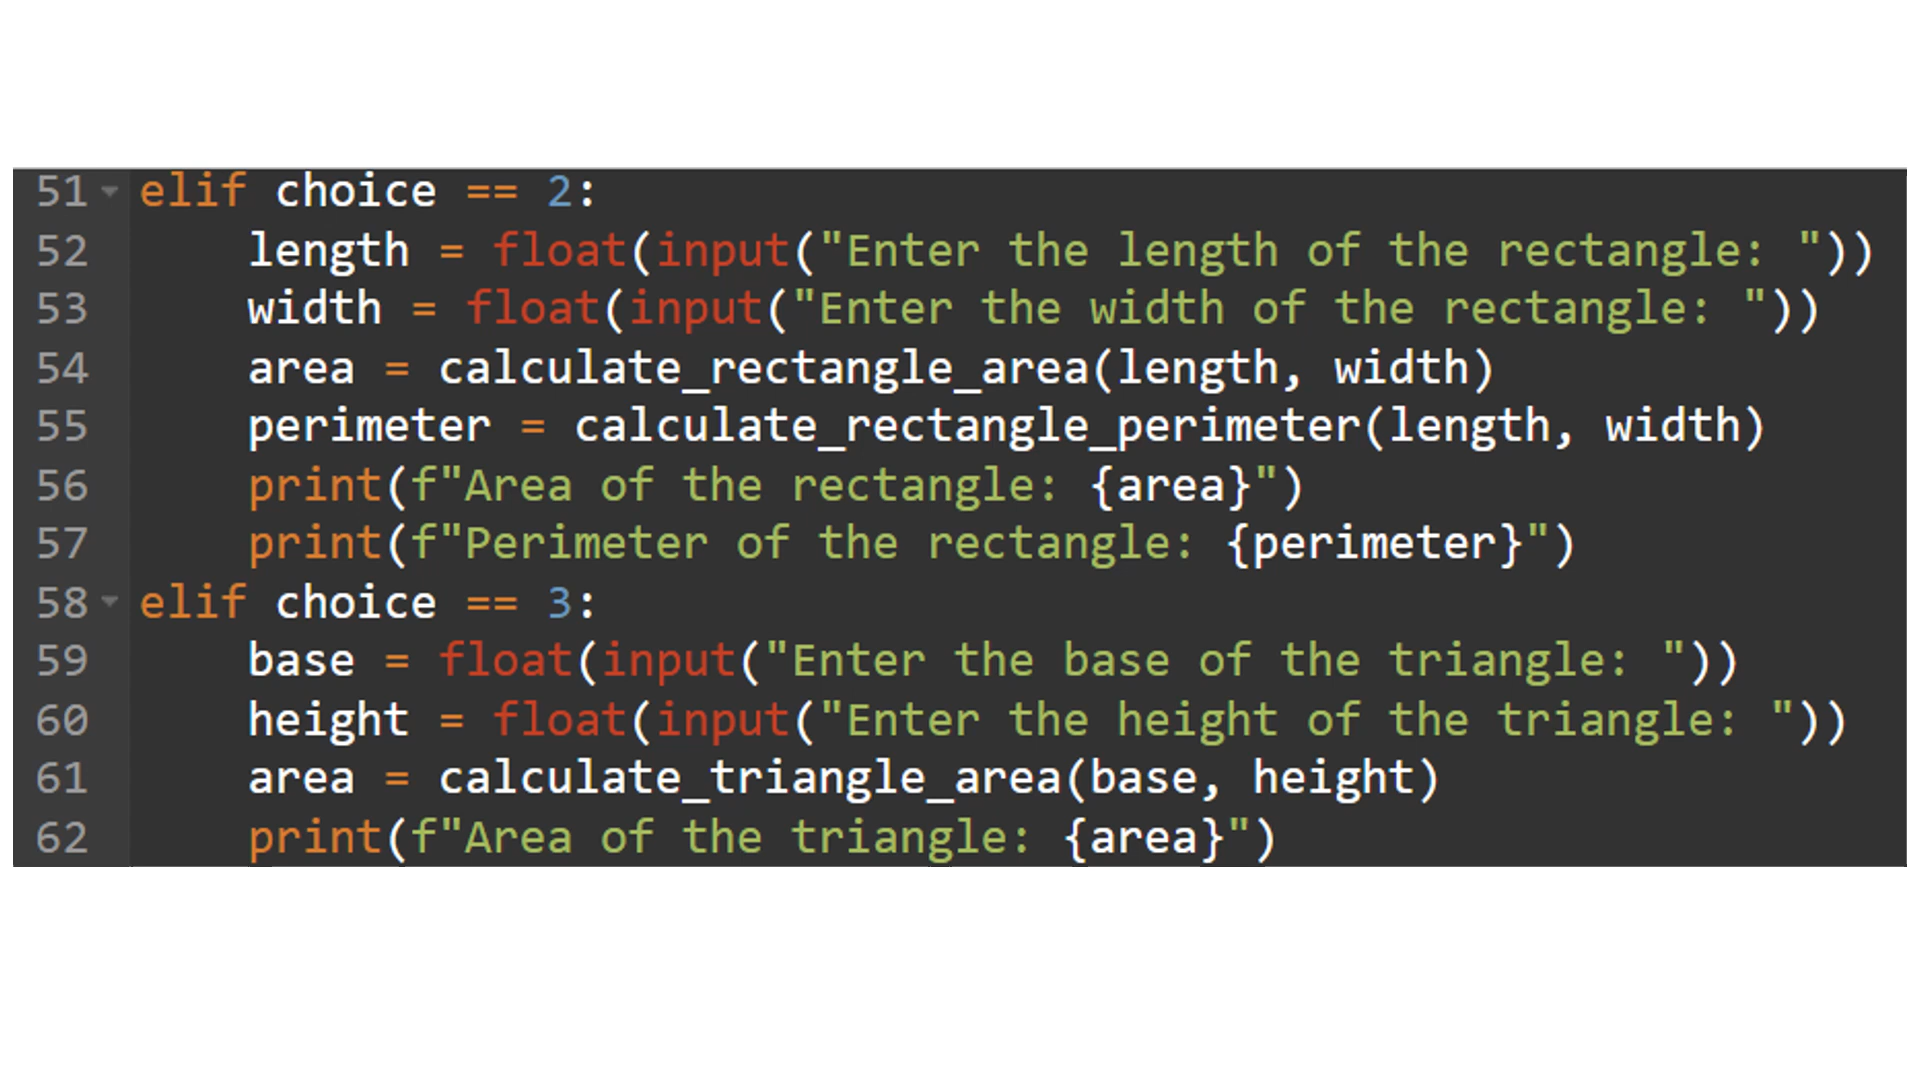 51 elif choice == 2:
52     length = float(input("Enter the length of the rectangle: "))
53     width = float(input("Enter the width of the rectangle: "))
54     area = calculate_rectangle_area(length, width)
55     perimeter = calculate_rectangle_perimeter(length, width)
56     print(f"Area of the rectangle: {area}")
57     print(f"Perimeter of the rectangle: {perimeter}")
58 elif choice == 3:
59     base = float(input("Enter the base of the triangle: "))
60     height = float(input("Enter the height of the triangle: "))
61     area = calculate_triangle_area(base, height)
62     print(f"Area of the triangle: {area}")